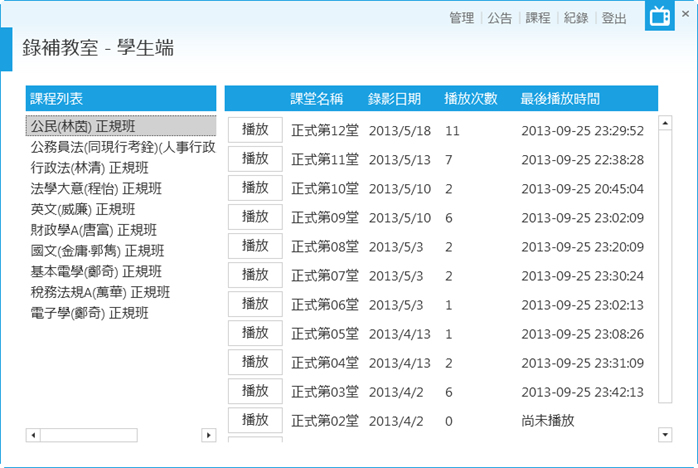 管理 | 公告 | 課程 | 紀錄 | 登出
錄補教室 - 學生端
課程列表
公民(林茵) 正規班
公務員法(同現行考銓)(人事行政
行政法(林清) 正規班
法學大意(程怡) 正規班
英文(威廉) 正規班
財政學A(唐富) 正規班
國文(金庸·郭雋) 正規班
基本電學(鄭奇) 正規班
稅務法規A(萬華) 正規班
電子學(鄭奇) 正規班
課堂名稱 錄影日期 播放次數 最後播放時間
播放 正式第12堂 2013/5/18 11 2013-09-25 23:29:52
播放 正式第11堂 2013/5/13 7 2013-09-25 22:38:28
播放 正式第10堂 2013/5/10 2 2013-09-25 20:45:04
播放 正式第09堂 2013/5/10 6 2013-09-25 23:02:09
播放 正式第08堂 2013/5/3 2 2013-09-25 23:20:09
播放 正式第07堂 2013/5/3 2 2013-09-25 23:30:24
播放 正式第06堂 2013/5/3 1 2013-09-25 23:02:13
播放 正式第05堂 2013/4/13 1 2013-09-25 23:08:26
播放 正式第04堂 2013/4/13 2 2013-09-25 23:31:09
播放 正式第03堂 2013/4/2 6 2013-09-25 23:42:13
播放 正式第02堂 2013/4/2 0 尚未播放